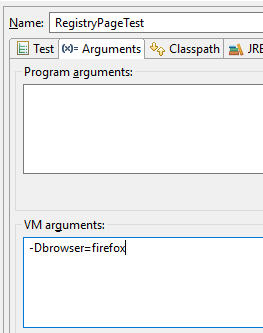 Name: RegistryPageTest
Test (x)= Arguments Classpath JRE
Program arguments:
VM arguments:
-Dbrowser=firefox